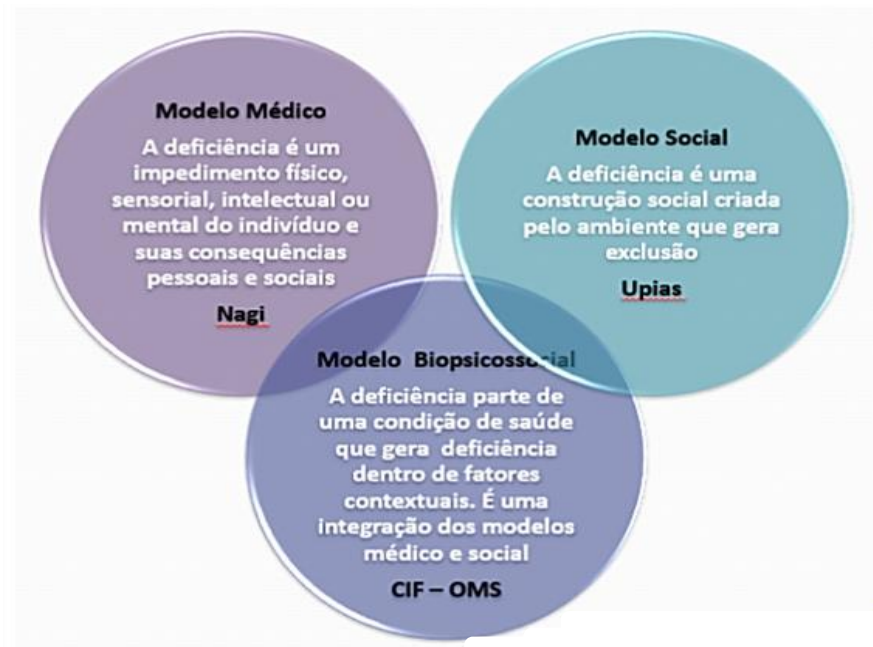 Modelo Médico
A deficiência é um
impedimento físico,
sensorial, intelectual ou
mental do indivíduo e
suas consequências
pessoais e sociais
Nagi
Modelo Social
A deficiência é uma
construção social criada
pelo ambiente que gera
exclusão
Upias
Modelo Biopsicossocial
A deficiência parte de
uma condição de saúde
que gera deficiência
dentro de fatores
contextuais. É uma
integração dos modelos
médico e social
CIF – OMS